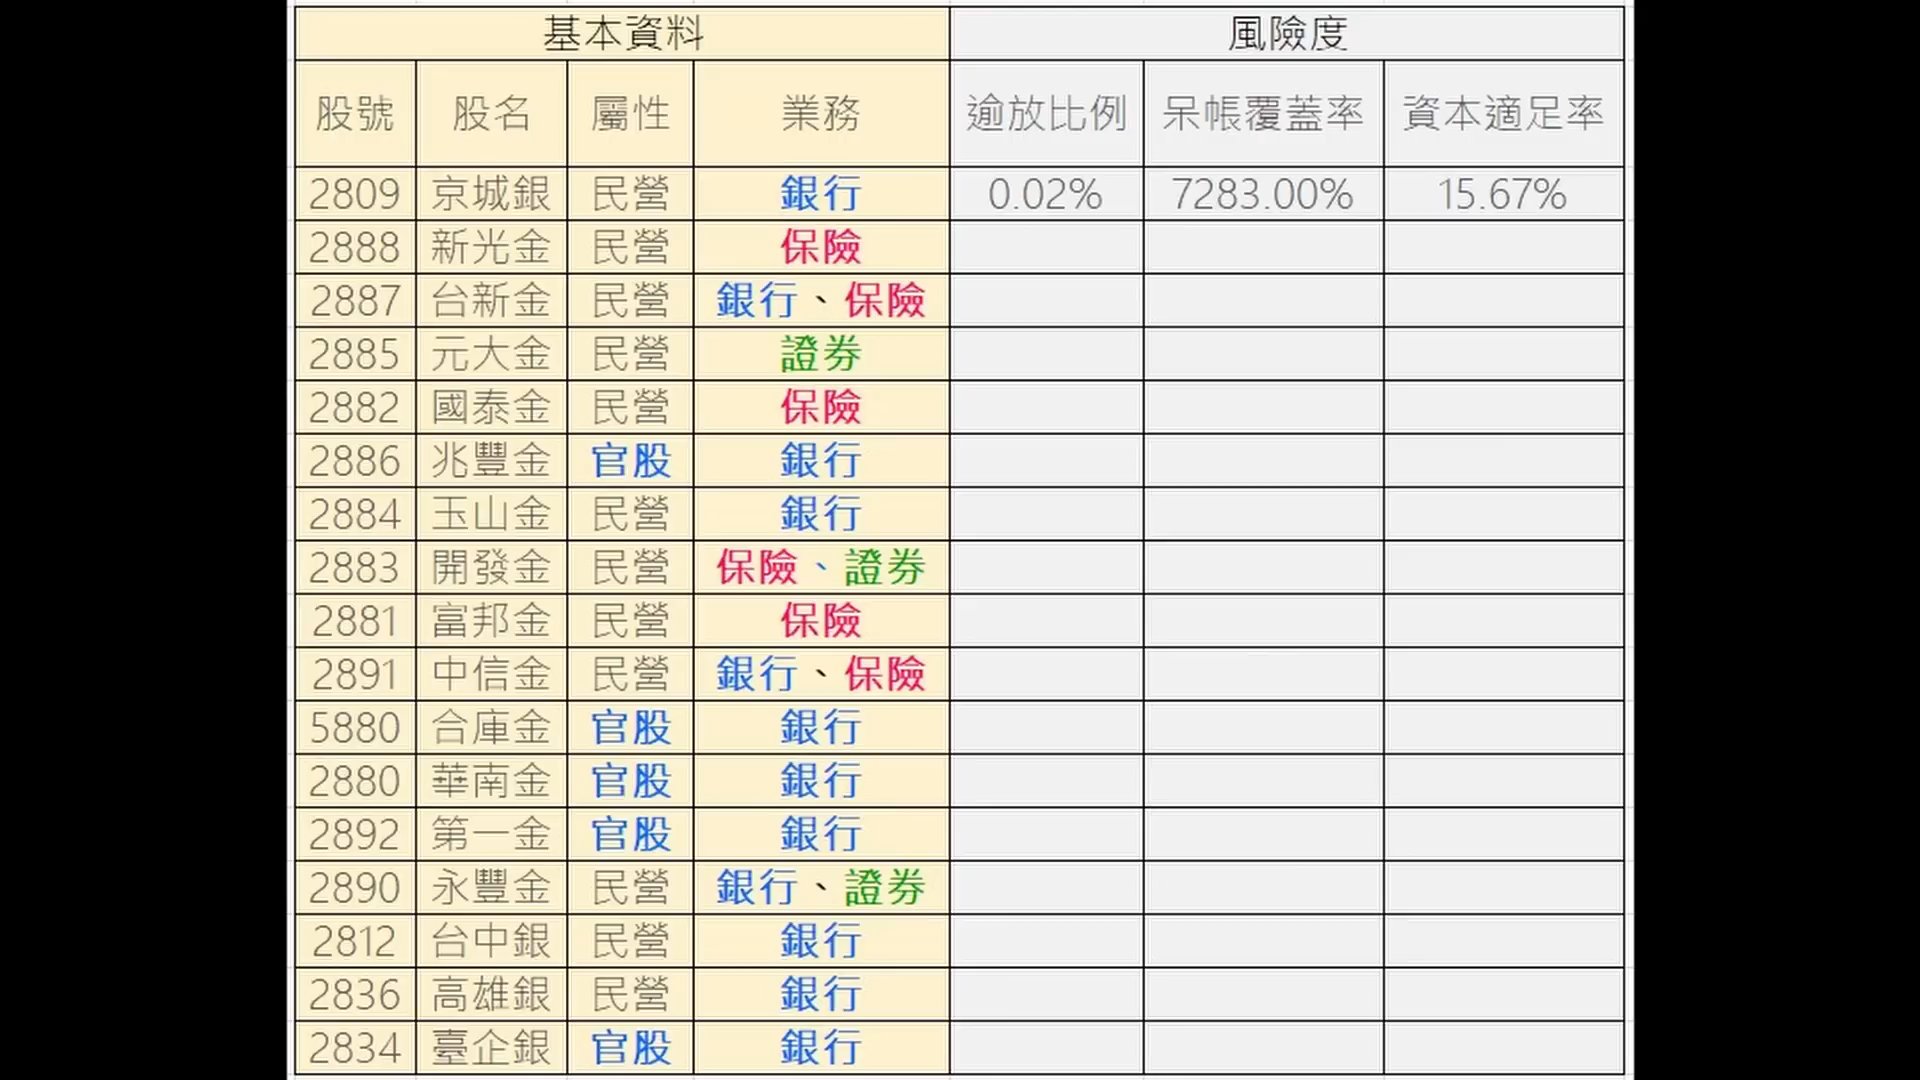 基本資料 風險度
股號 股名 屬性 業務 逾放比例 呆帳覆蓋率 資本適足率
2809 京城銀 民營 銀行 0.02% 7283.00% 15.67%
2888 新光金 民營 保險
2887 台新金 民營 銀行、保險
2885 元大金 民營 證券
2882 國泰金 民營 保險
2886 兆豐金 官股 銀行
2884 玉山金 民營 銀行
2883 開發金 民營 保險、證券
2881 富邦金 民營 保險
2891 中信金 民營 銀行、保險
5880 合庫金 官股 銀行
2880 華南金 官股 銀行
2892 第一金 官股 銀行
2890 永豐金 民營 銀行、證券
2812 台中銀 民營 銀行
2836 高雄銀 民營 銀行
2834 臺企銀 官股 銀行